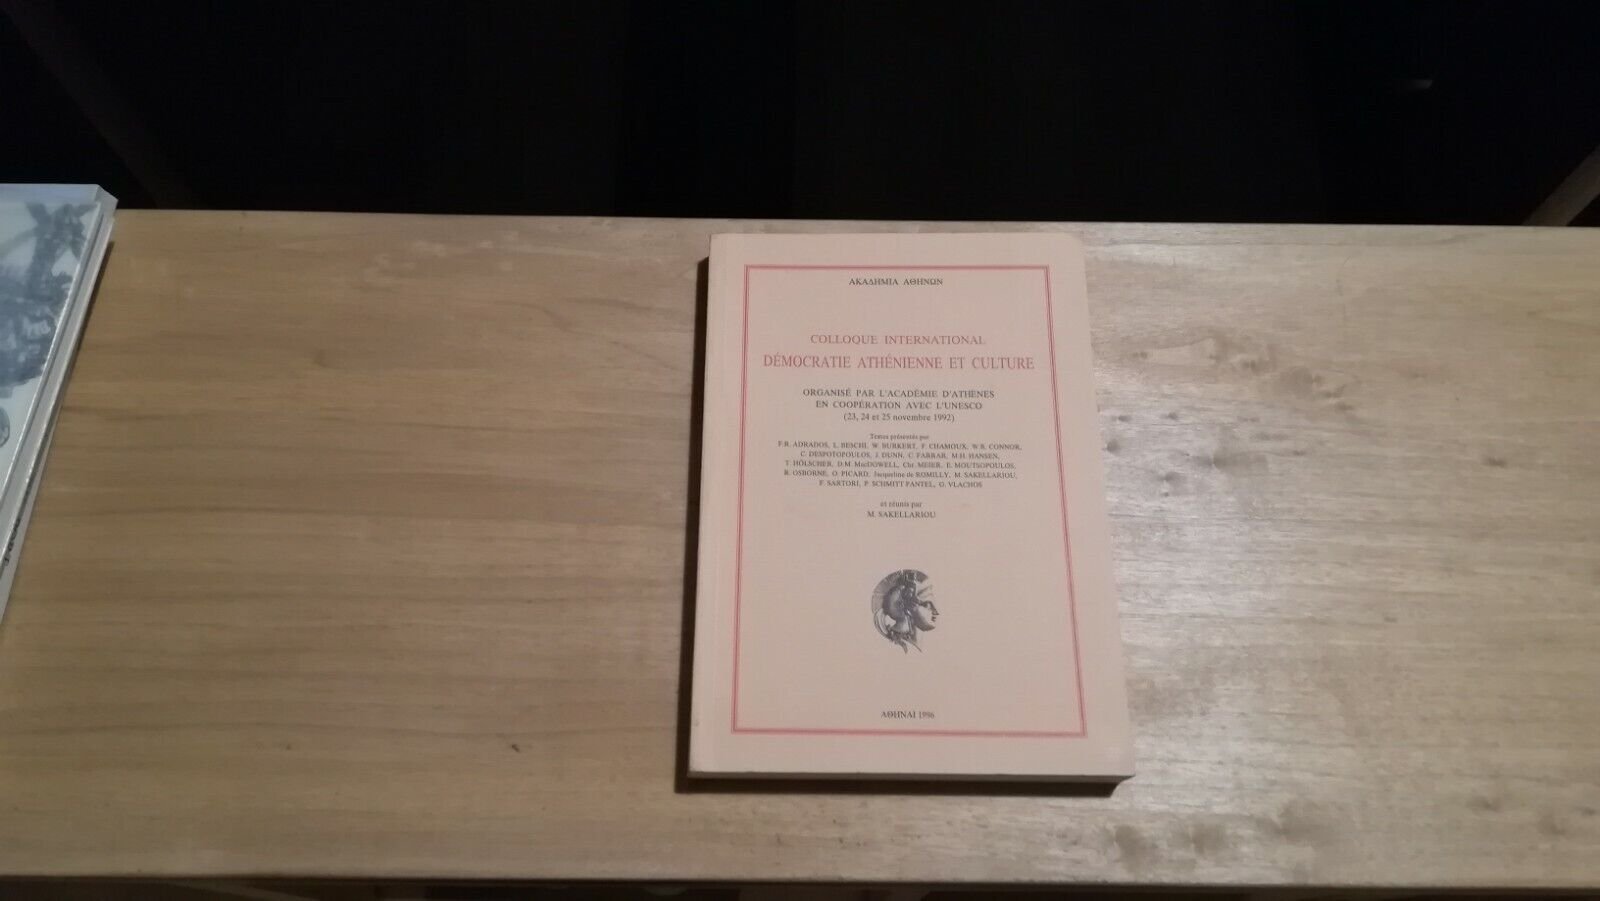 ΑΚΑΔΗΜΙΑ ΑΘΗΝΩΝ
COLLOQUE INTERNATIONAL
DÉMOCRATIE ATHÉNIENNE ET CULTURE
ORGANISÉ PAR L'ACADÉMIE D'ATHÈNES
EN COOPÉRATION AVEC L'UNESCO
(23, 24 et 25 novembre 1992)
Textes présentés par
F.R. ADRADOS, L. BESCHI, W. BURKERT, F. CHAMOUX, W.R. CONNOR,
C. DESPOTOPOULOS, J. DUNN, C. FARRAR, M.H. HANSEN,
T. HÖLSCHER, D.M. MacDOWELL, Chr. MEIER, E. MOUTSOPOULOS,
R. OSBORNE, O. PICARD, Jacqueline de ROMILLY, M. SAKELLARIOU,
F. SARTORI, P. SCHMITT PANTEL, G. VLACHOS
et réunis par
M. SAKELLARIOU
ΑΘΗΝΑΙ 1996